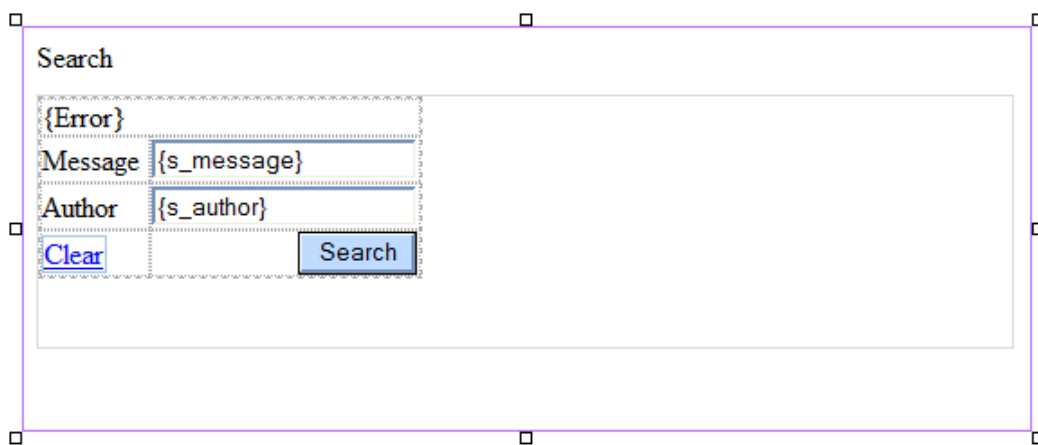 Search
{Error}
Message {s_message}
Author {s_author}
Clear Search